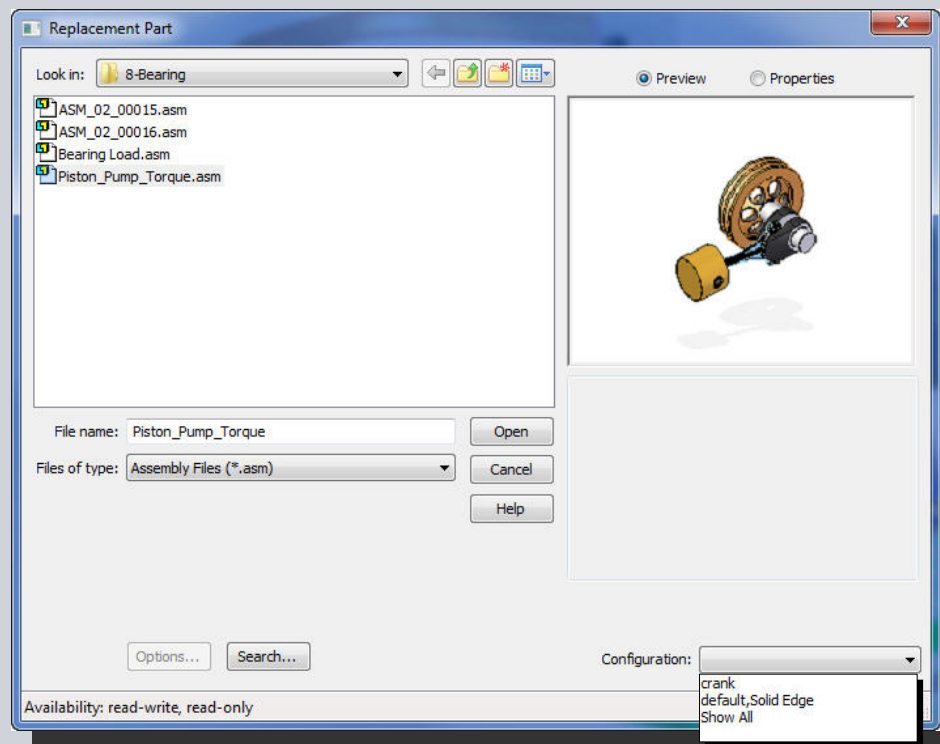 Replacement Part
Look in: 8-Bearing
Preview Properties
ASM_02_00015.asm
ASM_02_00016.asm
Bearing Load.asm
Piston_Pump_Torque.asm
File name: Piston_Pump_Torque Open
Files of type: Assembly Files (*.asm) Cancel
Help
Options... Search...
Configuration:
crank
default,Solid Edge
Show All
Availability: read-write, read-only